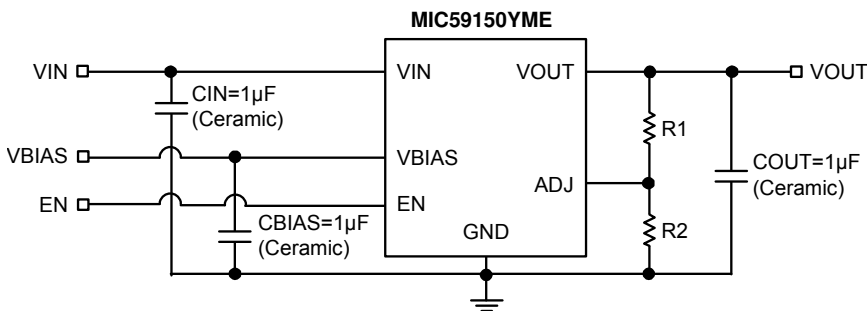 MIC59150YME
VIN
VIN
VOUT
VOUT
CIN=1µF
(Ceramic)
R1
VBIAS
VBIAS
COUT=1µF
(Ceramic)
ADJ
EN
EN
CBIAS=1µF
(Ceramic)
GND
R2